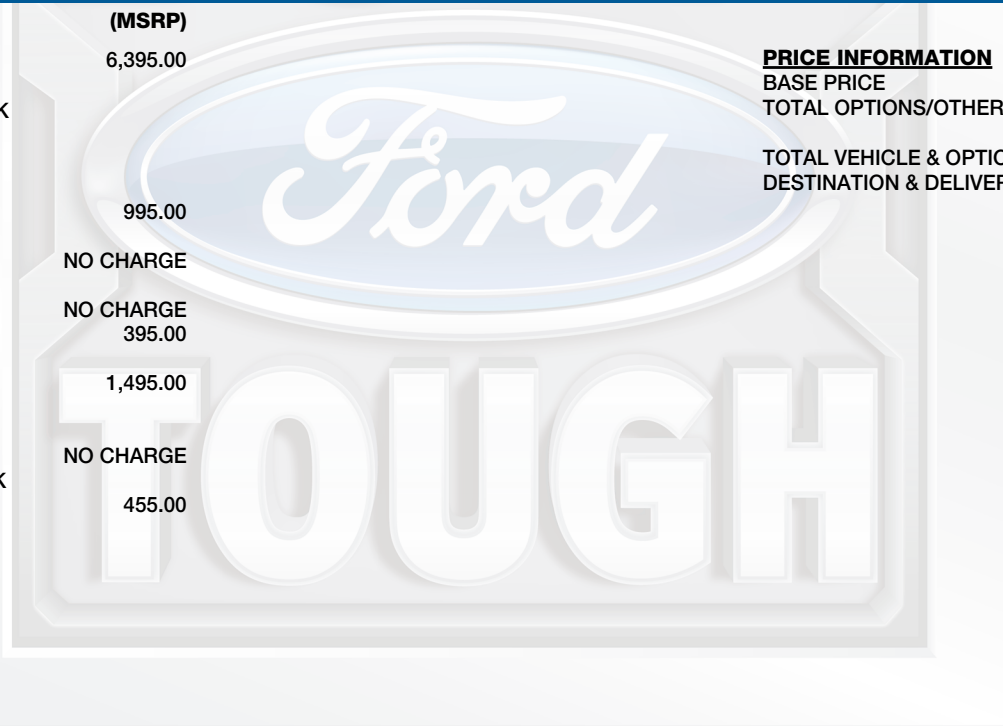 (MSRP)
6,395.00
K
995.00
NO CHARGE
NO CHARGE
395.00
1,495.00
NO CHARGE
K
455.00
PRICE INFORMATION
BASE PRICE
TOTAL OPTIONS/OTHER
TOTAL VEHICLE & OPTIO
DESTINATION & DELIVER
Ford
TOUGH